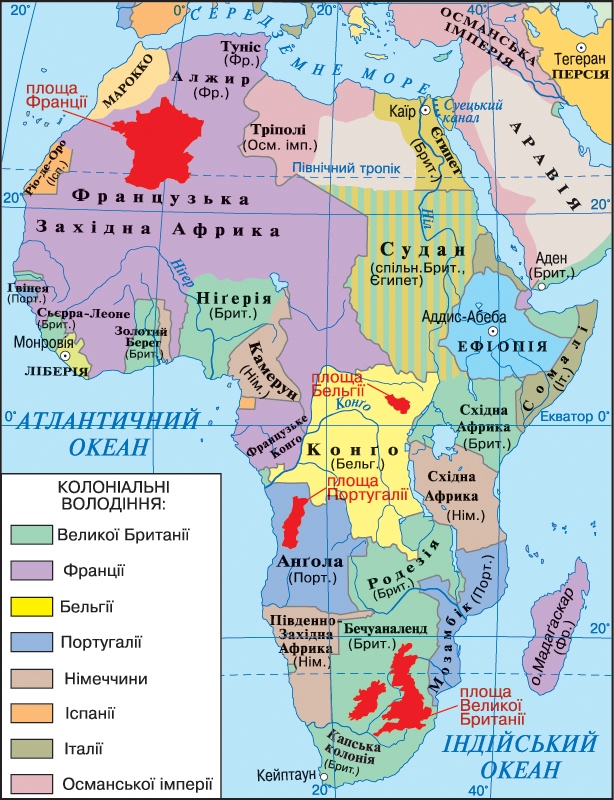 20°
0°
20°
40°
СЕРЕДЗЕМНЕ МОРЕ
ОСМАНСЬКА
ІМПЕРІЯ
Тегеран
ПЕРСІЯ
Туніс
(Фр.)
Алжир
(Фр.)
МАРОККО
площа
Франції
Тріполі
(Осм. імп.)
Каїр
Суецький
канал
Єгипет
(Брит.)
АРАВІЯ
Ріо-де-Оро
(Ісп.)
Північний тропік
20°
20°
Французька
Західна Африка
Ніл
Судан
(спільн.Брит.,
Єгипет)
Аден
(Брит.)
Гвінея
(Порт.)
Нігер
Нігерія
(Брит.)
Сьєрра-Леоне
(Брит.)
Золотий
Берег
(Брит.)
Монровія
ЛІБЕРІЯ
Камерун
(Нім.)
Аддис-Абеба
ЕФІОПІЯ
Сомалі
(Іт.)
площа
Бельгії
Конго
0°
Екватор
0°
АТЛАНТИЧНИЙ
ОКЕАН
Французьке
Конго
Конго
(Бельг.)
Східна
Африка
(Брит.)
Східна
Африка
(Нім.)
площа
Португалії
Ангола
(Порт.)
Родезія
(Брит.)
Мозамбік (Порт.)
о.Мадагаскар
(Фр.)
Південно-
Західна
Африка
(Нім.)
Бечуаналенд
(Брит.)
20°
площа
Великої
Британії
Капська
колонія
(Брит.)
Кейптаун
ІНДІЙСЬКИЙ
ОКЕАН
20°
40°
КОЛОНІАЛЬНІ
ВОЛОДІННЯ:
Великої Британії
Франції
Бельгії
Португалії
Німеччини
Іспанії
Італії
Османської імперії